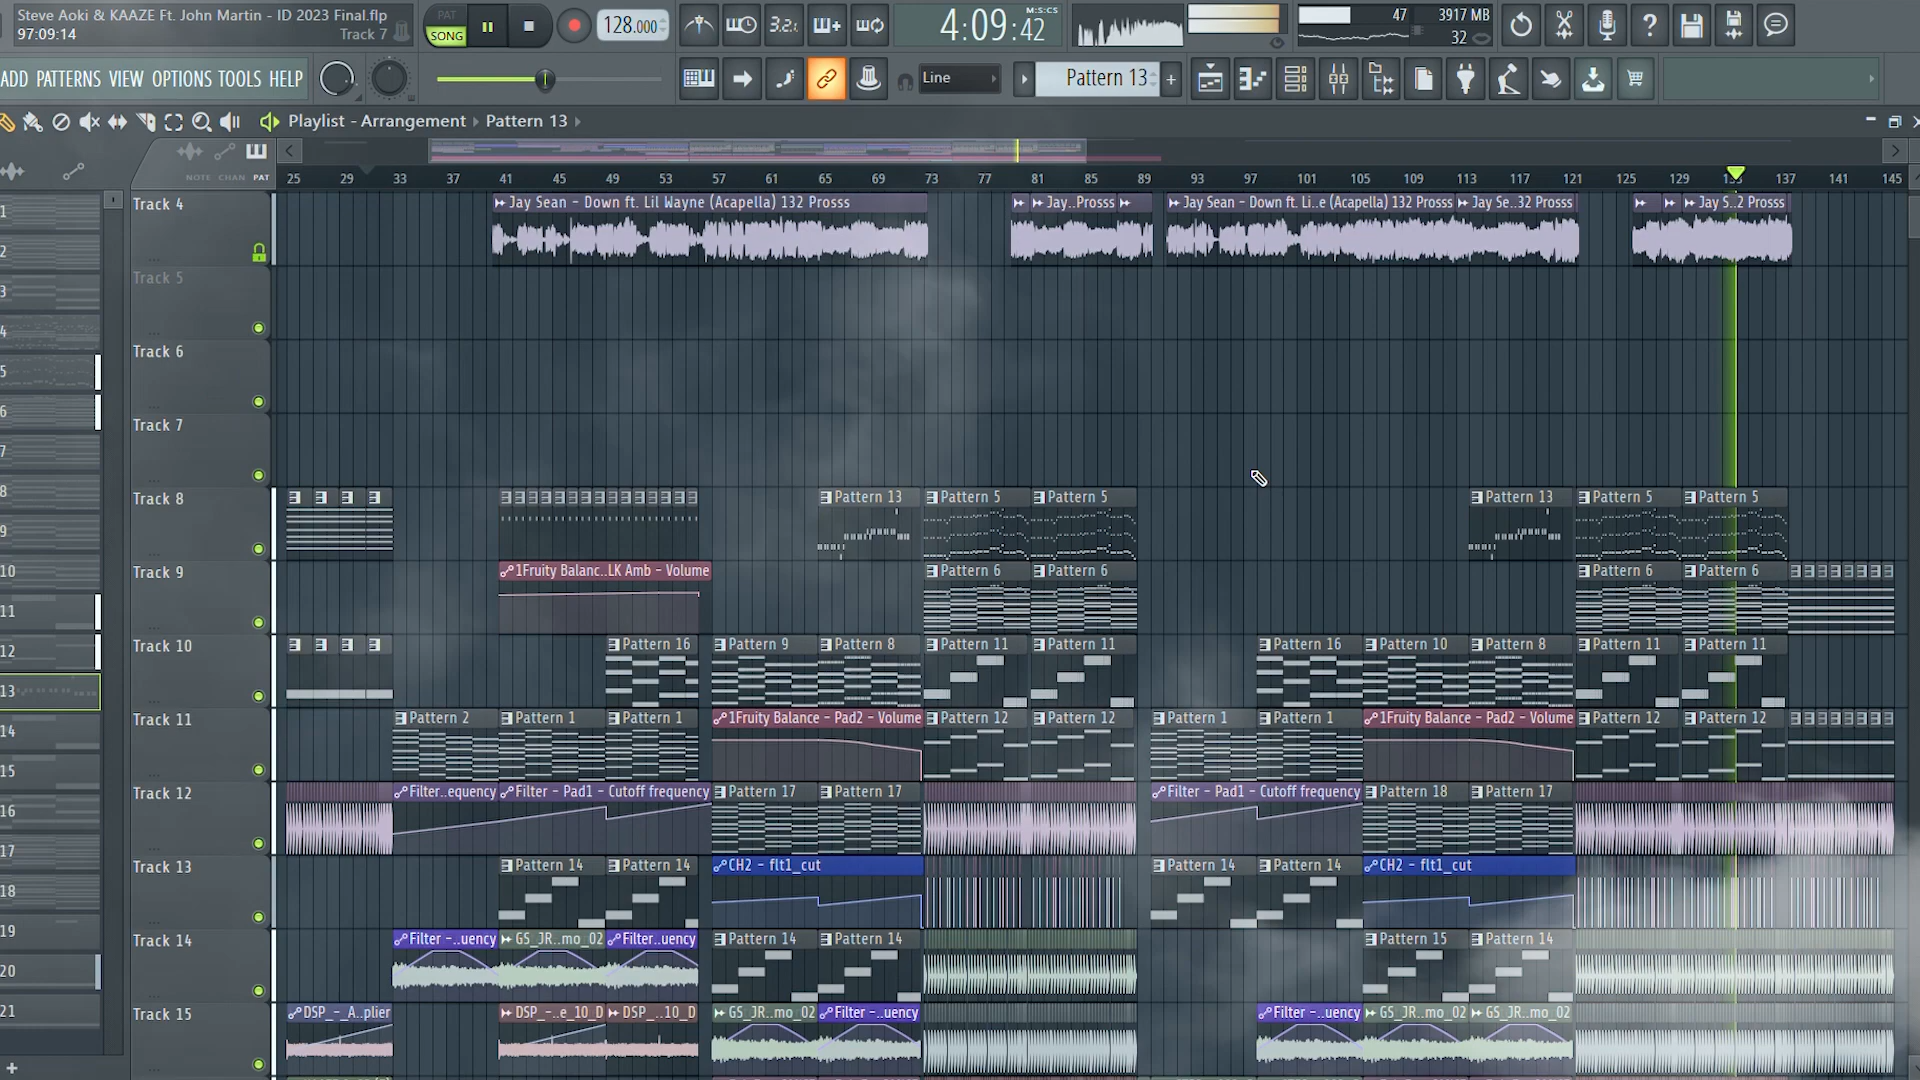 Steve Aoki & KAAZE Ft. John Martin - ID 2023 Final.flp
97:09:14 Track 7
PAT
SONG
128.000
3.2.
4:09:42
M:S:CS
47 3917 MB
32
ADD PATTERNS VIEW OPTIONS TOOLS HELP
Line
Pattern 13
Playlist - Arrangement Pattern 13
NOTE CHAN PAT
25 29 33 37 41 45 49 53 57 61 65 69 73 77 81 85 89 93 97 101 105 109 113 117 121 125 129 133 137 141 145
Track 4 Jay Sean - Down ft. Lil Wayne (Acapella) 132 Prosss Jay..Prosss Jay Sean - Down ft. Li..e (Acapella) 132 Prosss Jay Se..32 Prosss Jay S..2 Prosss
Track 5
Track 6
Track 7
Track 8 Pattern 13 Pattern 5 Pattern 5 Pattern 13 Pattern 5 Pattern 5
Track 9 1Fruity Balanc..LK Amb - Volume Pattern 6 Pattern 6 Pattern 6 Pattern 6
Track 10 Pattern 16 Pattern 9 Pattern 8 Pattern 11 Pattern 11 Pattern 16 Pattern 10 Pattern 8 Pattern 11 Pattern 11
Track 11 Pattern 2 Pattern 1 Pattern 1 1Fruity Balance - Pad2 - Volume Pattern 12 Pattern 12 Pattern 1 Pattern 1 1Fruity Balance - Pad2 - Volume Pattern 12 Pattern 12
Track 12 Filter..equency Filter - Pad1 - Cutoff frequency Pattern 17 Pattern 17 Filter - Pad1 - Cutoff frequency Pattern 18 Pattern 17
Track 13 Pattern 14 Pattern 14 CH2 - flt1_cut Pattern 14 Pattern 14 CH2 - flt1_cut
Track 14 Filter -..uency GS_JR..mo_02 Filter..uency Pattern 14 Pattern 14 Pattern 15 Pattern 14
Track 15 DSP_-_A..plier DSP_-..e_10_D DSP_..10_D GS_JR..mo_02 Filter -..uency Filter -..uency GS_JR..mo_02 GS_JR..mo_02
1
2
3
4
5
6
7
8
9
10
11
12
13
14
15
16
17
18
19
20
21